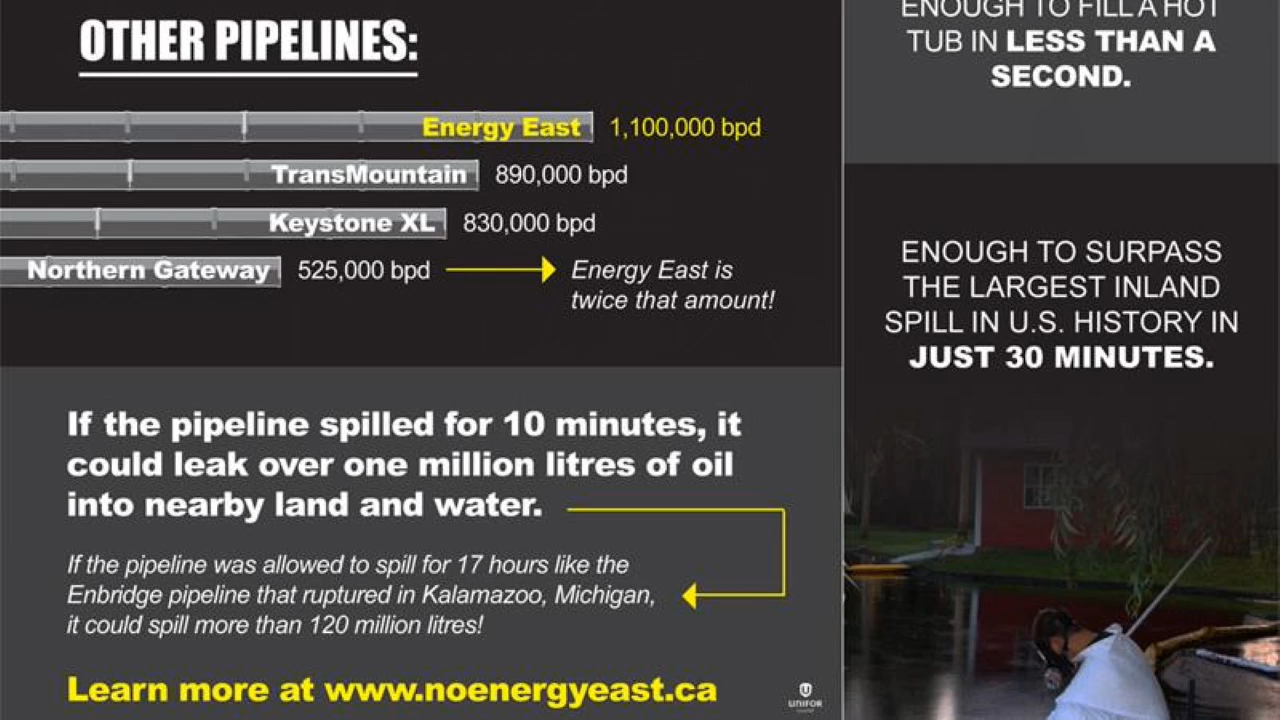 OTHER PIPELINES:
Energy East 1,100,000 bpd
TransMountain 890,000 bpd
Keystone XL 830,000 bpd
Northern Gateway 525,000 bpd
Energy East is
twice that amount!
If the pipeline spilled for 10 minutes, it
could leak over one million litres of oil
into nearby land and water.
If the pipeline was allowed to spill for 17 hours like the
Enbridge pipeline that ruptured in Kalamazoo, Michigan,
it could spill more than 120 million litres!
Learn more at www.noenergyeast.ca
UNIFOR
ENOUGH TO FILL A HOT
TUB IN LESS THAN A
SECOND.
ENOUGH TO SURPASS
THE LARGEST INLAND
SPILL IN U.S. HISTORY IN
JUST 30 MINUTES.